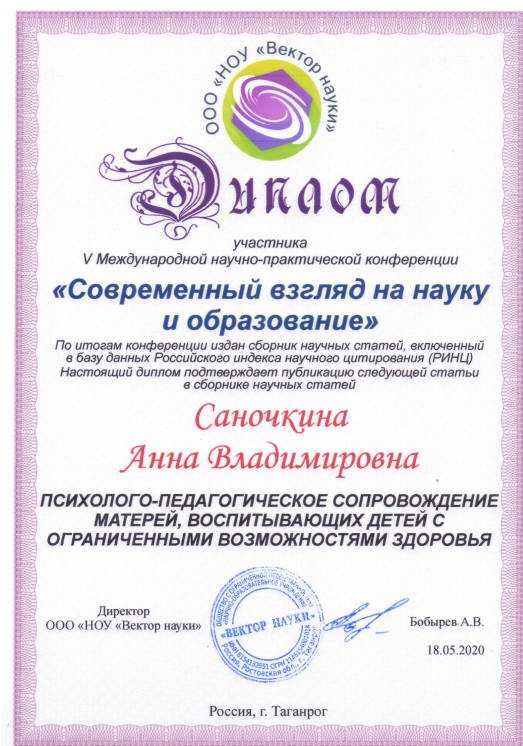 ООО «НОУ «Вектор науки»
Диплом
участника
V Международной научно-практической конференции
«Современный взгляд на науку
и образование»
По итогам конференции издан сборник научных статей, включенный
в базу данных Российского индекса научного цитирования (РИНЦ)
Настоящий диплом подтверждает публикацию следующей статьи
в сборнике научных статей
Саночкина
Анна Владимировна
ПСИХОЛОГО-ПЕДАГОГИЧЕСКОЕ СОПРОВОЖДЕНИЕ
МАТЕРЕЙ, ВОСПИТЫВАЮЩИХ ДЕТЕЙ С
ОГРАНИЧЕННЫМИ ВОЗМОЖНОСТЯМИ ЗДОРОВЬЯ
Директор
ООО «НОУ «Вектор науки»
«ВЕКТОР НАУКИ»
Бобырев А.В.
18.05.2020
Россия, г. Таганрог